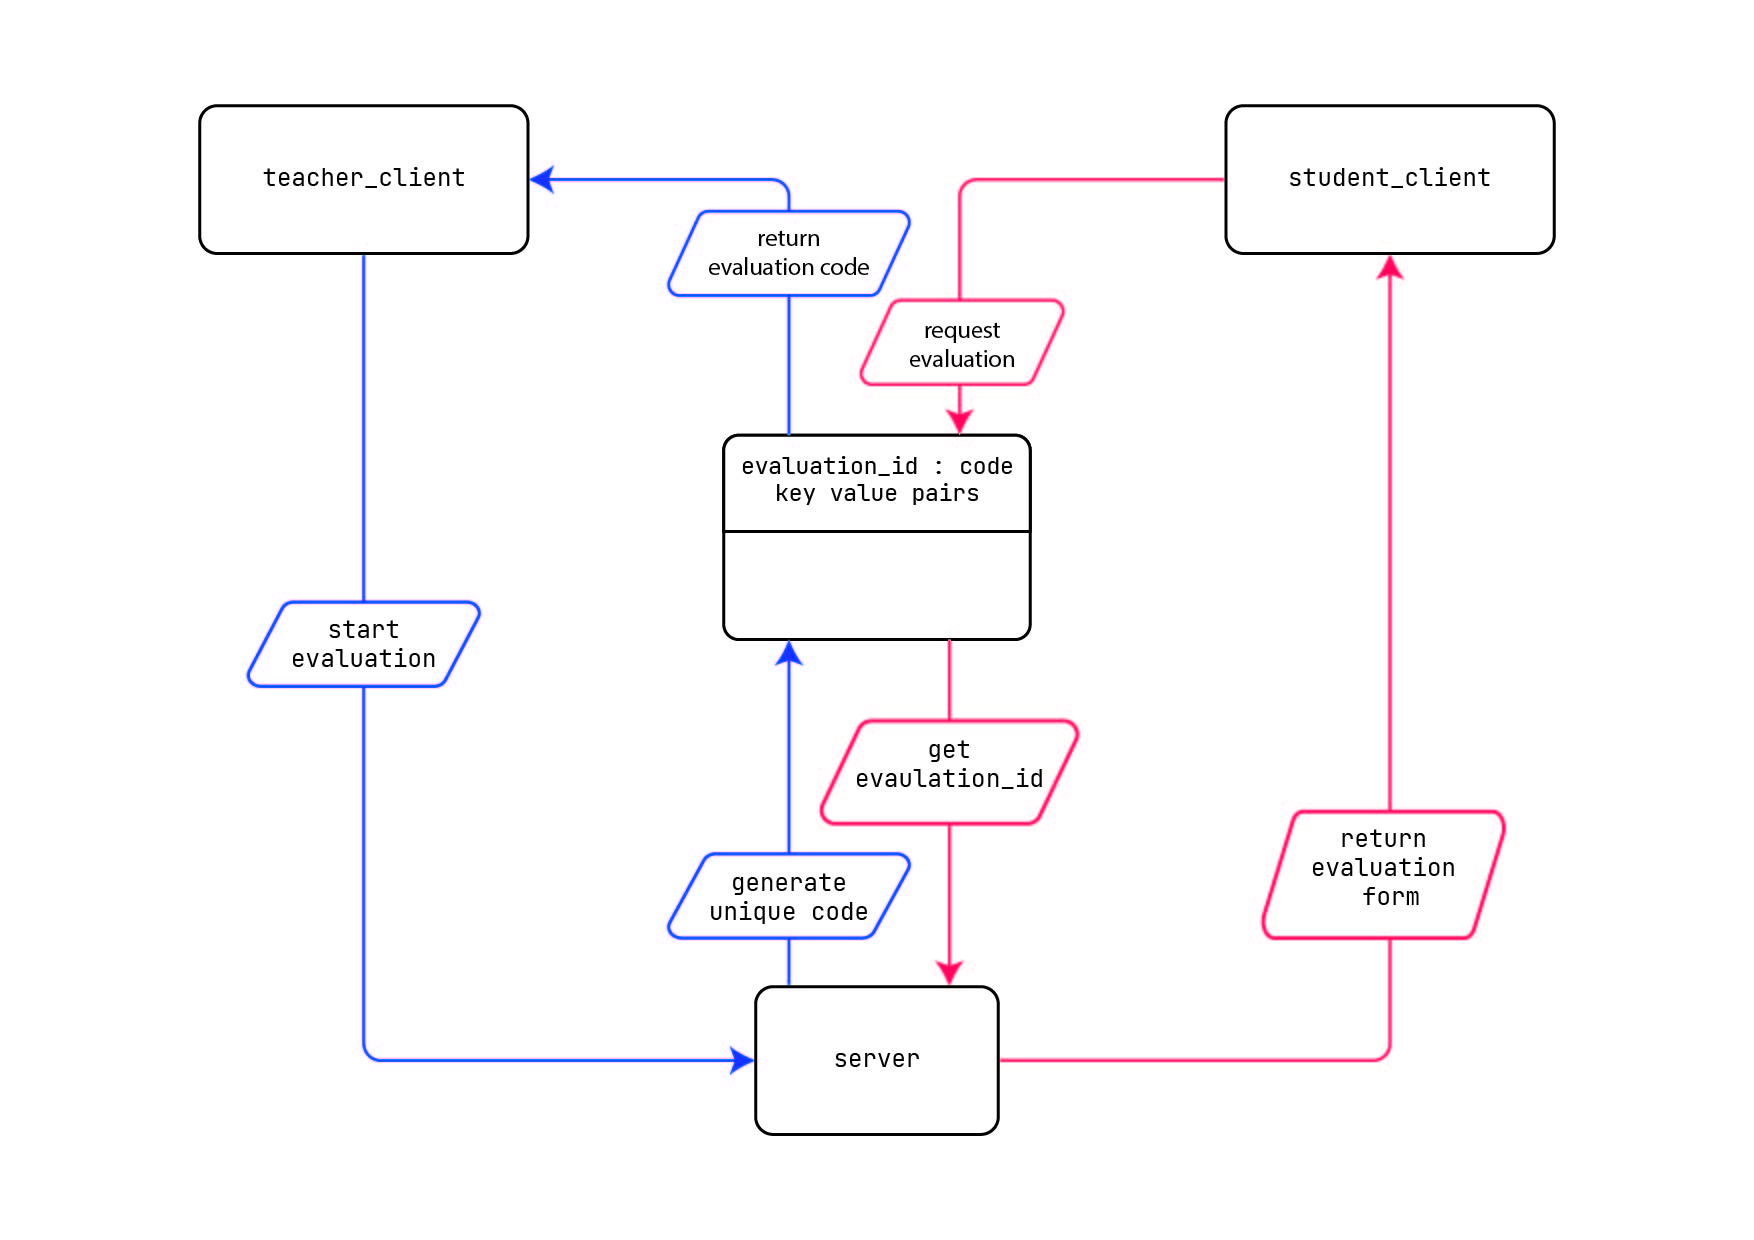 teacher_client
student_client
return
evaluation code
request
evaluation
evaluation_id : code
key value pairs
start
evaluation
get
evaulation_id
generate
unique code
return
evaluation
form
server